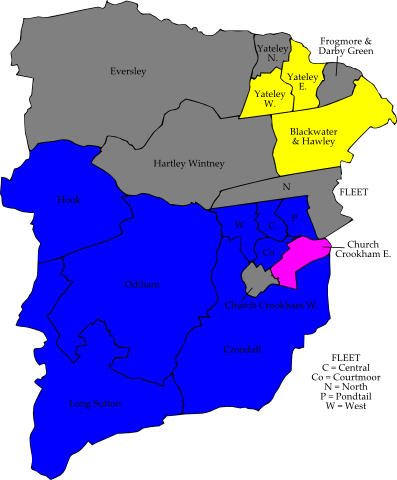 Frogmore &
Darby Green
Yateley
N.
Eversley
Yateley
E.
Yateley
W.
Blackwater
& Hawley
Hartley Wintney
N
FLEET
Hook
W
C
P
Church
Crookham E.
Co
Odiham
Church Crookham W.
Crondall
Long Sutton
FLEET
C = Central
Co = Courtmoor
N = North
P = Pondtail
W = West